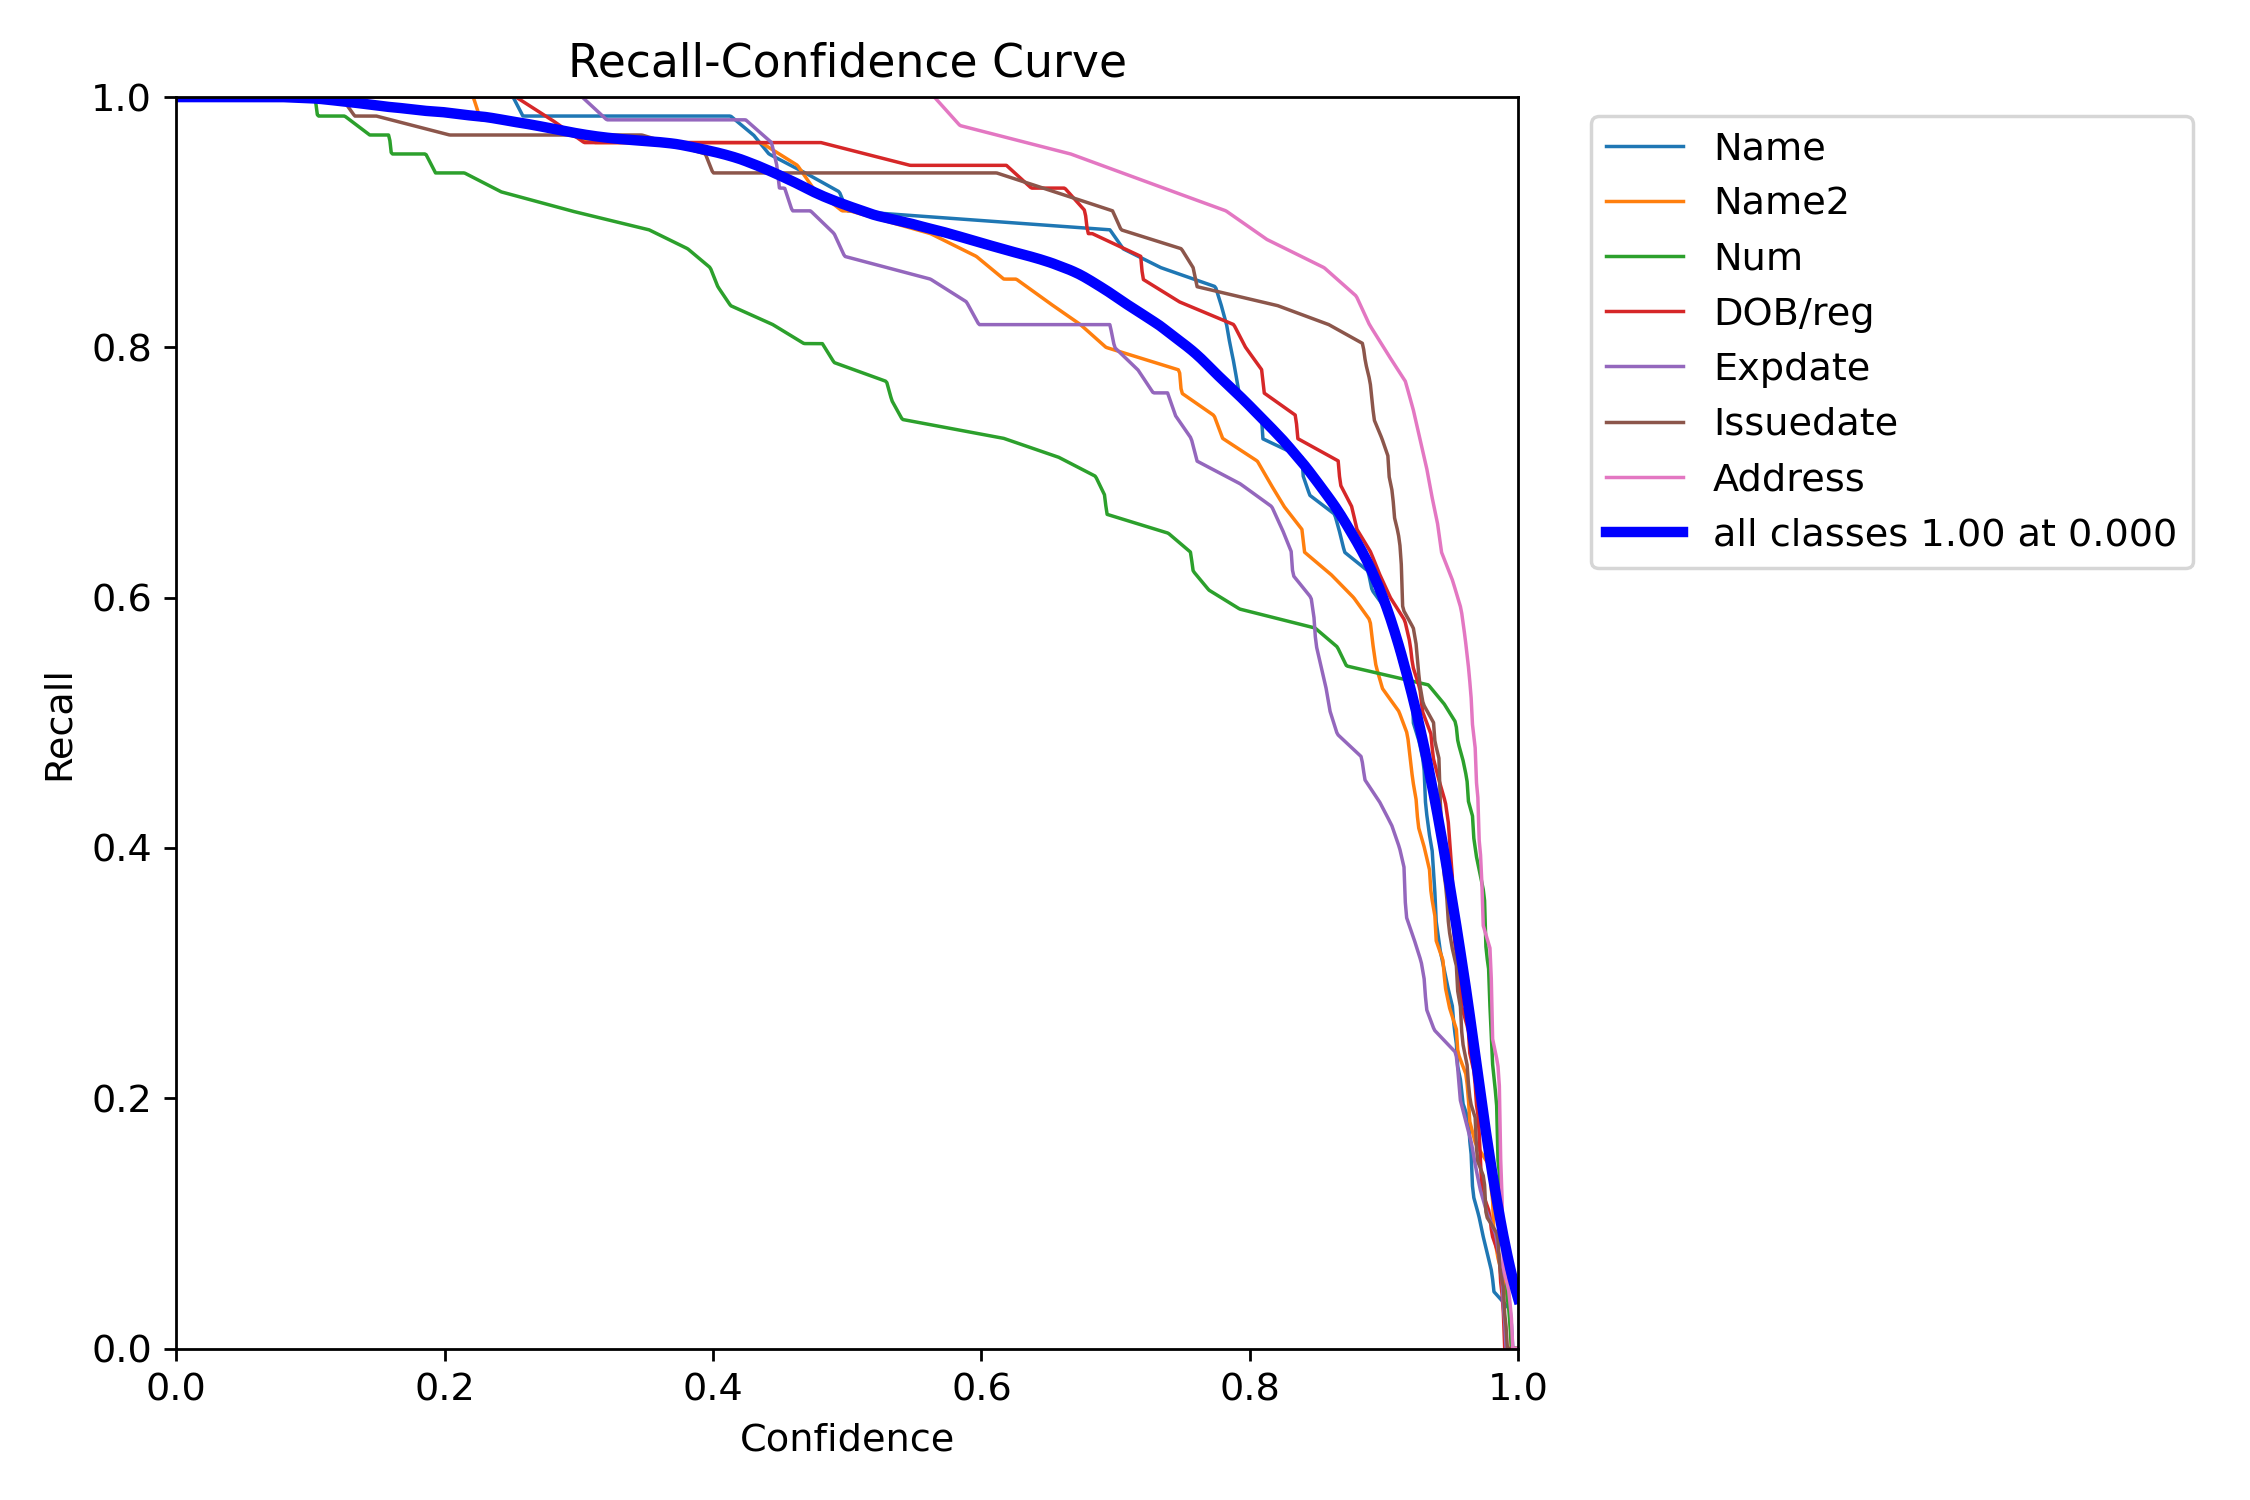 Recall-Confidence Curve
1.0
0.8
0.6
0.4
0.2
0.0
Recall
0.0 0.2 0.4 0.6 0.8 1.0
Confidence
Name
Name2
Num
DOB/reg
Expdate
Issuedate
Address
all classes 1.00 at 0.000